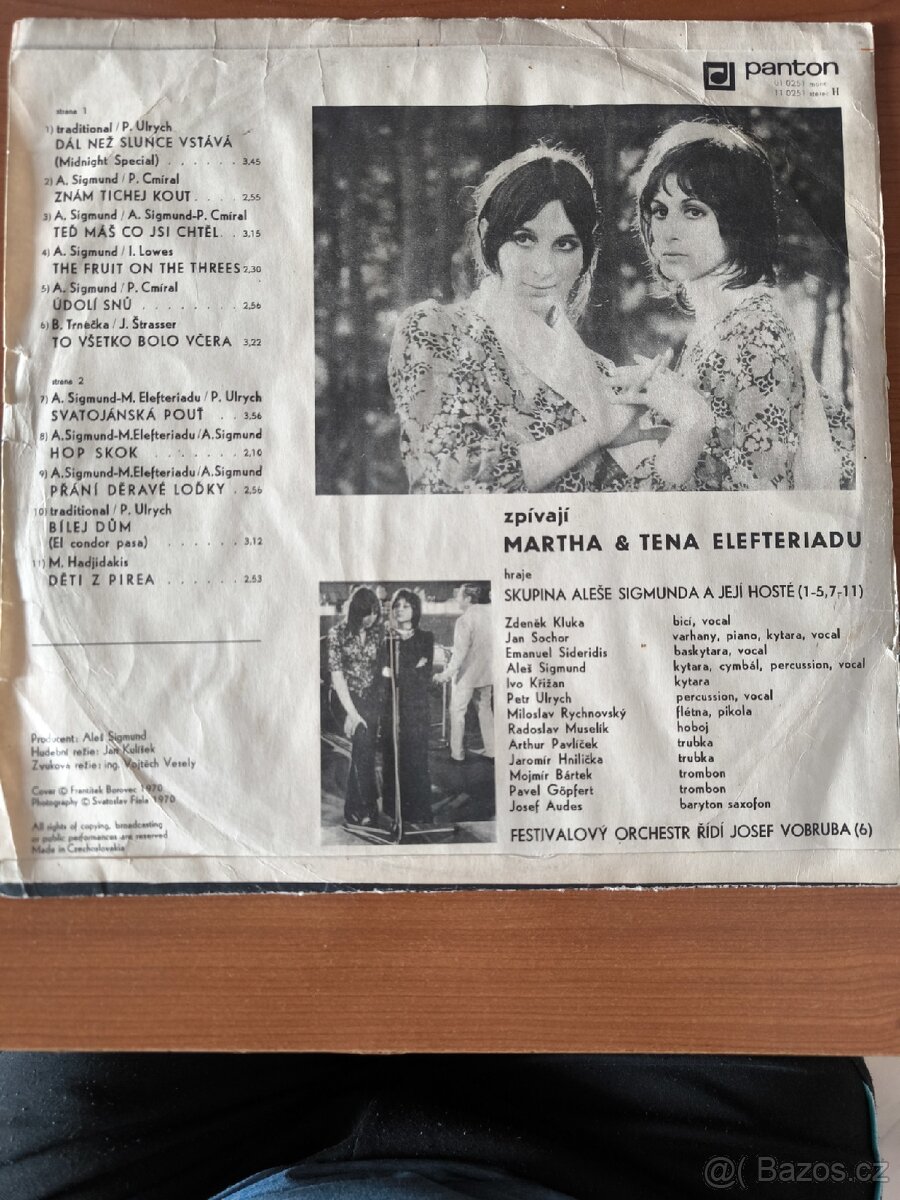 panton
01 0251 mono
11 0251 stereo H
strana 1
1) traditional / P. Ulrych
DÁL NEŽ SLUNCE VSTÁVÁ
(Midnight Special) . . . . . . 3,45
2) A. Sigmund / P. Cmíral
ZNÁM TICHEJ KOUT . . . . 2,55
3) A. Sigmund / A. Sigmund-P. Cmíral
TEĎ MÁŠ CO JSI CHTĚL . . 3,15
4) A. Sigmund / I. Lowes
THE FRUIT ON THE THREES 2,30
5) A. Sigmund / P. Cmíral
ÚDOLÍ SNŮ . . . . . . . . 2,56
6) B. Trnečka / J. Štrasser
TO VŠETKO BOLO VČERA . 3,22
strana 2
7) A. Sigmund-M. Elefteriadu / P. Ulrych
SVATOJÁNSKÁ POUŤ . . . 3,56
8) A.Sigmund-M.Elefteriadu/A.Sigmund
HOP SKOK . . . . . . . 2,10
9) A.Sigmund-M.Elefteriadu/A.Sigmund
PŘÁNÍ DĚRAVÉ LOĎKY . 2,56
10) traditional / P. Ulrych
BÍLEJ DŮM
(El condor pasa) . . . . . . 3,12
11) M. Hadjidakis
DĚTI Z PIREA . . . . . . 2,53
zpívají
MARTHA & TENA ELEFTERIADU
hraje
SKUPINA ALEŠE SIGMUNDA A JEJÍ HOSTÉ (1-5,7-11)
Zdeněk Kluka bicí, vocal
Jan Sochor varhany, piano, kytara, vocal
Emanuel Sideridis baskytara, vocal
Aleš Sigmund kytara, cymbál, percussion, vocal
Ivo Křižan kytara
Petr Ulrych percussion, vocal
Miloslav Rychnovský flétna, pikola
Radoslav Muselík hoboj
Arthur Pavlíček trubka
Jaromír Hnilička trubka
Mojmír Bártek trombon
Pavel Göpfert trombon
Josef Audes baryton saxofon
FESTIVALOVÝ ORCHESTR ŘÍDÍ JOSEF VOBRUBA (6)
Producent: Aleš Sigmund
Hudební režie: Jan Kulíšek
Zvuková režie: ing. Vojtěch Veselý
Cover © František Borovec 1970
Photography © Svatoslav Fiala 1970
All rights of copying, broadcasting
or public performances are reserved
Made in Czechoslovakia
@( Bazos.cz